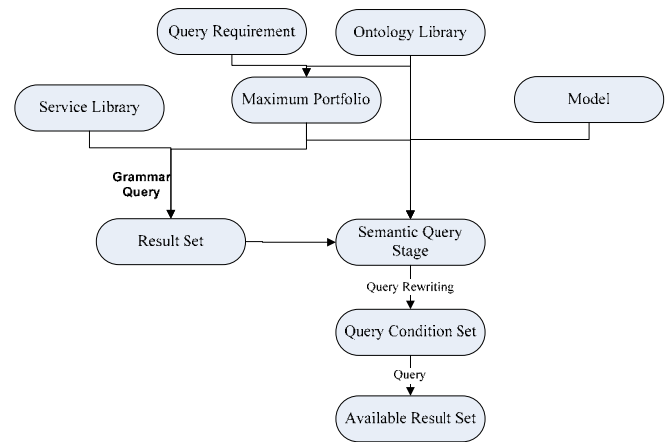 Query Requirement
Ontology Library
Service Library
Maximum Portfolio
Model
Grammar
Query
Result Set
Semantic Query
Stage
Query Rewriting
Query Condition Set
Query
Available Result Set